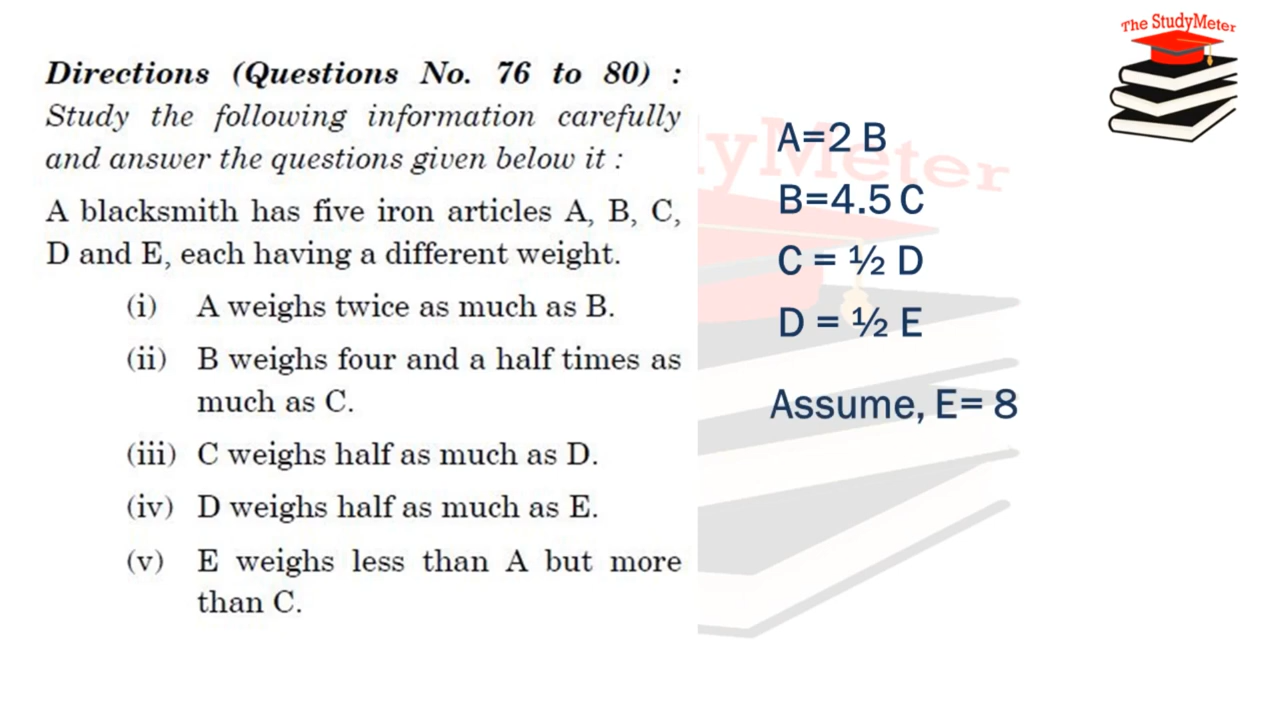 The StudyMeter
Directions (Questions No. 76 to 80) :
Study the following information carefully
and answer the questions given below it :
A blacksmith has five iron articles A, B, C,
D and E, each having a different weight.
(i) A weighs twice as much as B.
(ii) B weighs four and a half times as
much as C.
(iii) C weighs half as much as D.
(iv) D weighs half as much as E.
(v) E weighs less than A but more
than C.
yMeter
A=2 B
B=4.5 C
C = ½ D
D = ½ E
Assume, E= 8